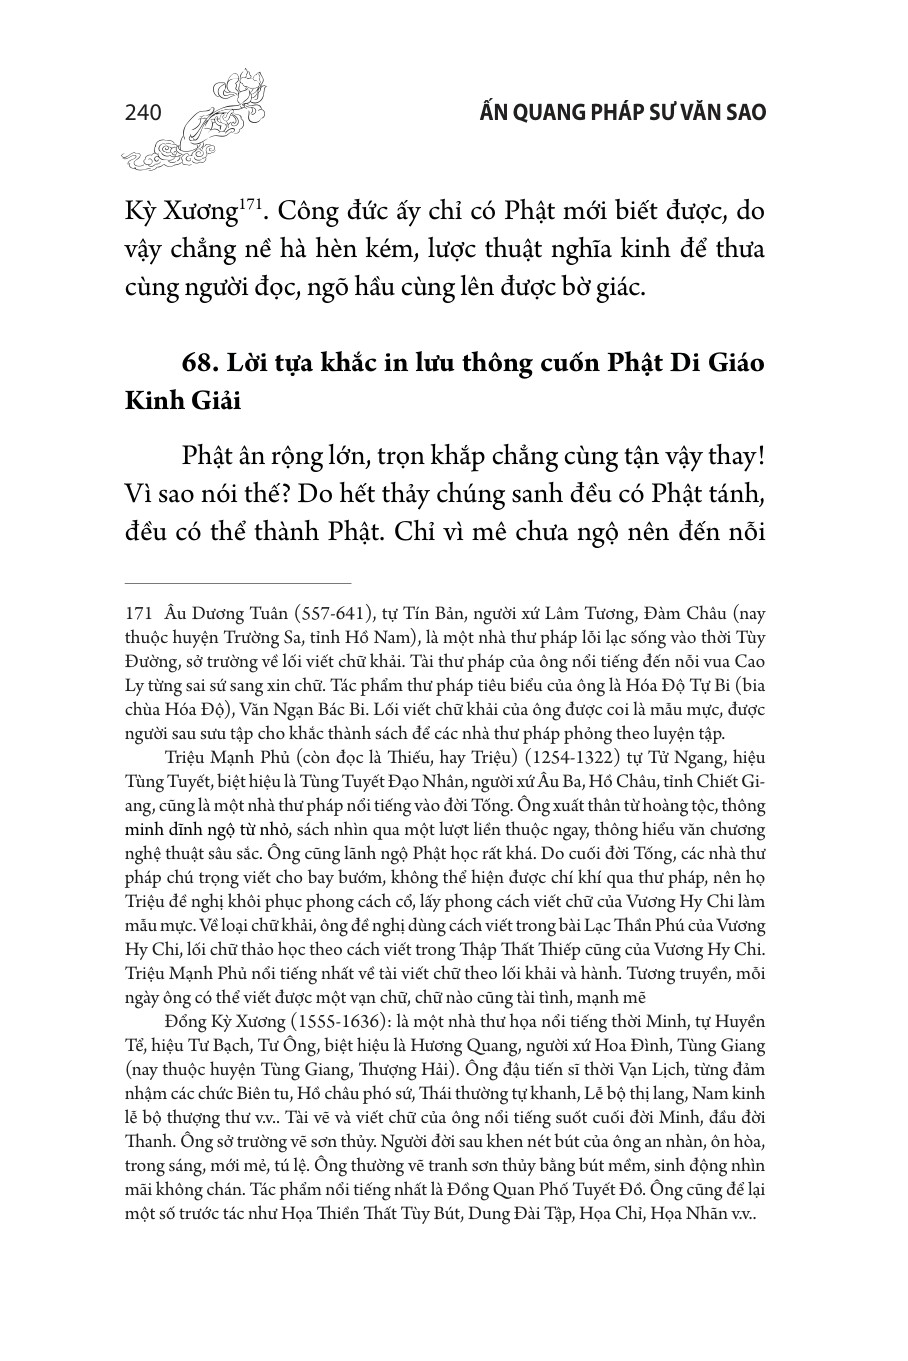 240
ẤN QUANG PHÁP SƯ VĂN SAO
Kỳ Xương171. Công đức ấy chỉ có Phật mới biết được, do
vậy chẳng nề hà hèn kém, lược thuật nghĩa kinh để thưa
cùng người đọc, ngõ hầu cùng lên được bờ giác.
68. Lời tựa khắc in lưu thông cuốn Phật Di Giáo
Kinh Giải
Phật ân rộng lớn, trọn khắp chẳng cùng tận vậy thay!
Vì sao nói thế? Do hết thảy chúng sanh đều có Phật tánh,
đều có thể thành Phật. Chỉ vì mê chưa ngộ nên đến nỗi
171 Âu Dương Tuân (557-641), tự Tín Bản, người xứ Lâm Tương, Đàm Châu (nay
thuộc huyện Trường Sa, tỉnh Hồ Nam), là một nhà thư pháp lỗi lạc sống vào thời Tùy
Đường, sở trường về lối viết chữ khải. Tài thư pháp của ông nổi tiếng đến nỗi vua Cao
Ly từng sai sứ sang xin chữ. Tác phẩm thư pháp tiêu biểu của ông là Hóa Độ Tự Bi (bia
chùa Hóa Độ), Văn Ngạn Bác Bi. Lối viết chữ khải của ông được coi là mẫu mực, được
người sau sưu tập cho khắc thành sách để các nhà thư pháp phỏng theo luyện tập.
Triệu Mạnh Phủ (còn đọc là Thiếu, hay Triệu) (1254-1322) tự Tử Ngang, hiệu
Tùng Tuyết, biệt hiệu là Tùng Tuyết Đạo Nhân, người xứ Âu Ba, Hồ Châu, tỉnh Chiết Gi-
ang, cũng là một nhà thư pháp nổi tiếng vào đời Tống. Ông xuất thân từ hoàng tộc, thông
minh dĩnh ngộ từ nhỏ, sách nhìn qua một lượt liền thuộc ngay, thông hiểu văn chương
nghệ thuật sâu sắc. Ông cũng lãnh ngộ Phật học rất khá. Do cuối đời Tống, các nhà thư
pháp chú trọng viết cho bay bướm, không thể hiện được chí khí qua thư pháp, nên họ
Triệu đề nghị khôi phục phong cách cổ, lấy phong cách viết chữ của Vương Hy Chi làm
mẫu mực. Về loại chữ khải, ông đề nghị dùng cách viết trong bài Lạc Thần Phú của Vương
Hy Chi, lối chữ thảo học theo cách viết trong Thập Thất Thiếp cũng của Vương Hy Chi.
Triệu Mạnh Phủ nổi tiếng nhất về tài viết chữ theo lối khải và hành. Tương truyền, mỗi
ngày ông có thể viết được một vạn chữ, chữ nào cũng tài tình, mạnh mẽ
Đổng Kỳ Xương (1555-1636): là một nhà thư họa nổi tiếng thời Minh, tự Huyền
Tể, hiệu Tư Bạch, Tư Ông, biệt hiệu là Hương Quang, người xứ Hoa Đình, Tùng Giang
(nay thuộc huyện Tùng Giang, Thượng Hải). Ông đậu tiến sĩ thời Vạn Lịch, từng đảm
nhậm các chức Biên tu, Hồ châu phó sứ, Thái thường tự khanh, Lễ bộ thị lang, Nam kinh
lễ bộ thượng thư v.v.. Tài vẽ và viết chữ của ông nổi tiếng suốt cuối đời Minh, đầu đời
Thanh. Ông sở trường vẽ sơn thủy. Người đời sau khen nét bút của ông an nhàn, ôn hòa,
trong sáng, mới mẻ, tú lệ. Ông thường vẽ tranh sơn thủy bằng bút mềm, sinh động nhìn
mãi không chán. Tác phẩm nổi tiếng nhất là Đồng Quan Phố Tuyết Đồ. Ông cũng để lại
một số trước tác như Họa Thiền Thất Tùy Bút, Dung Đài Tập, Họa Chỉ, Họa Nhãn v.v..